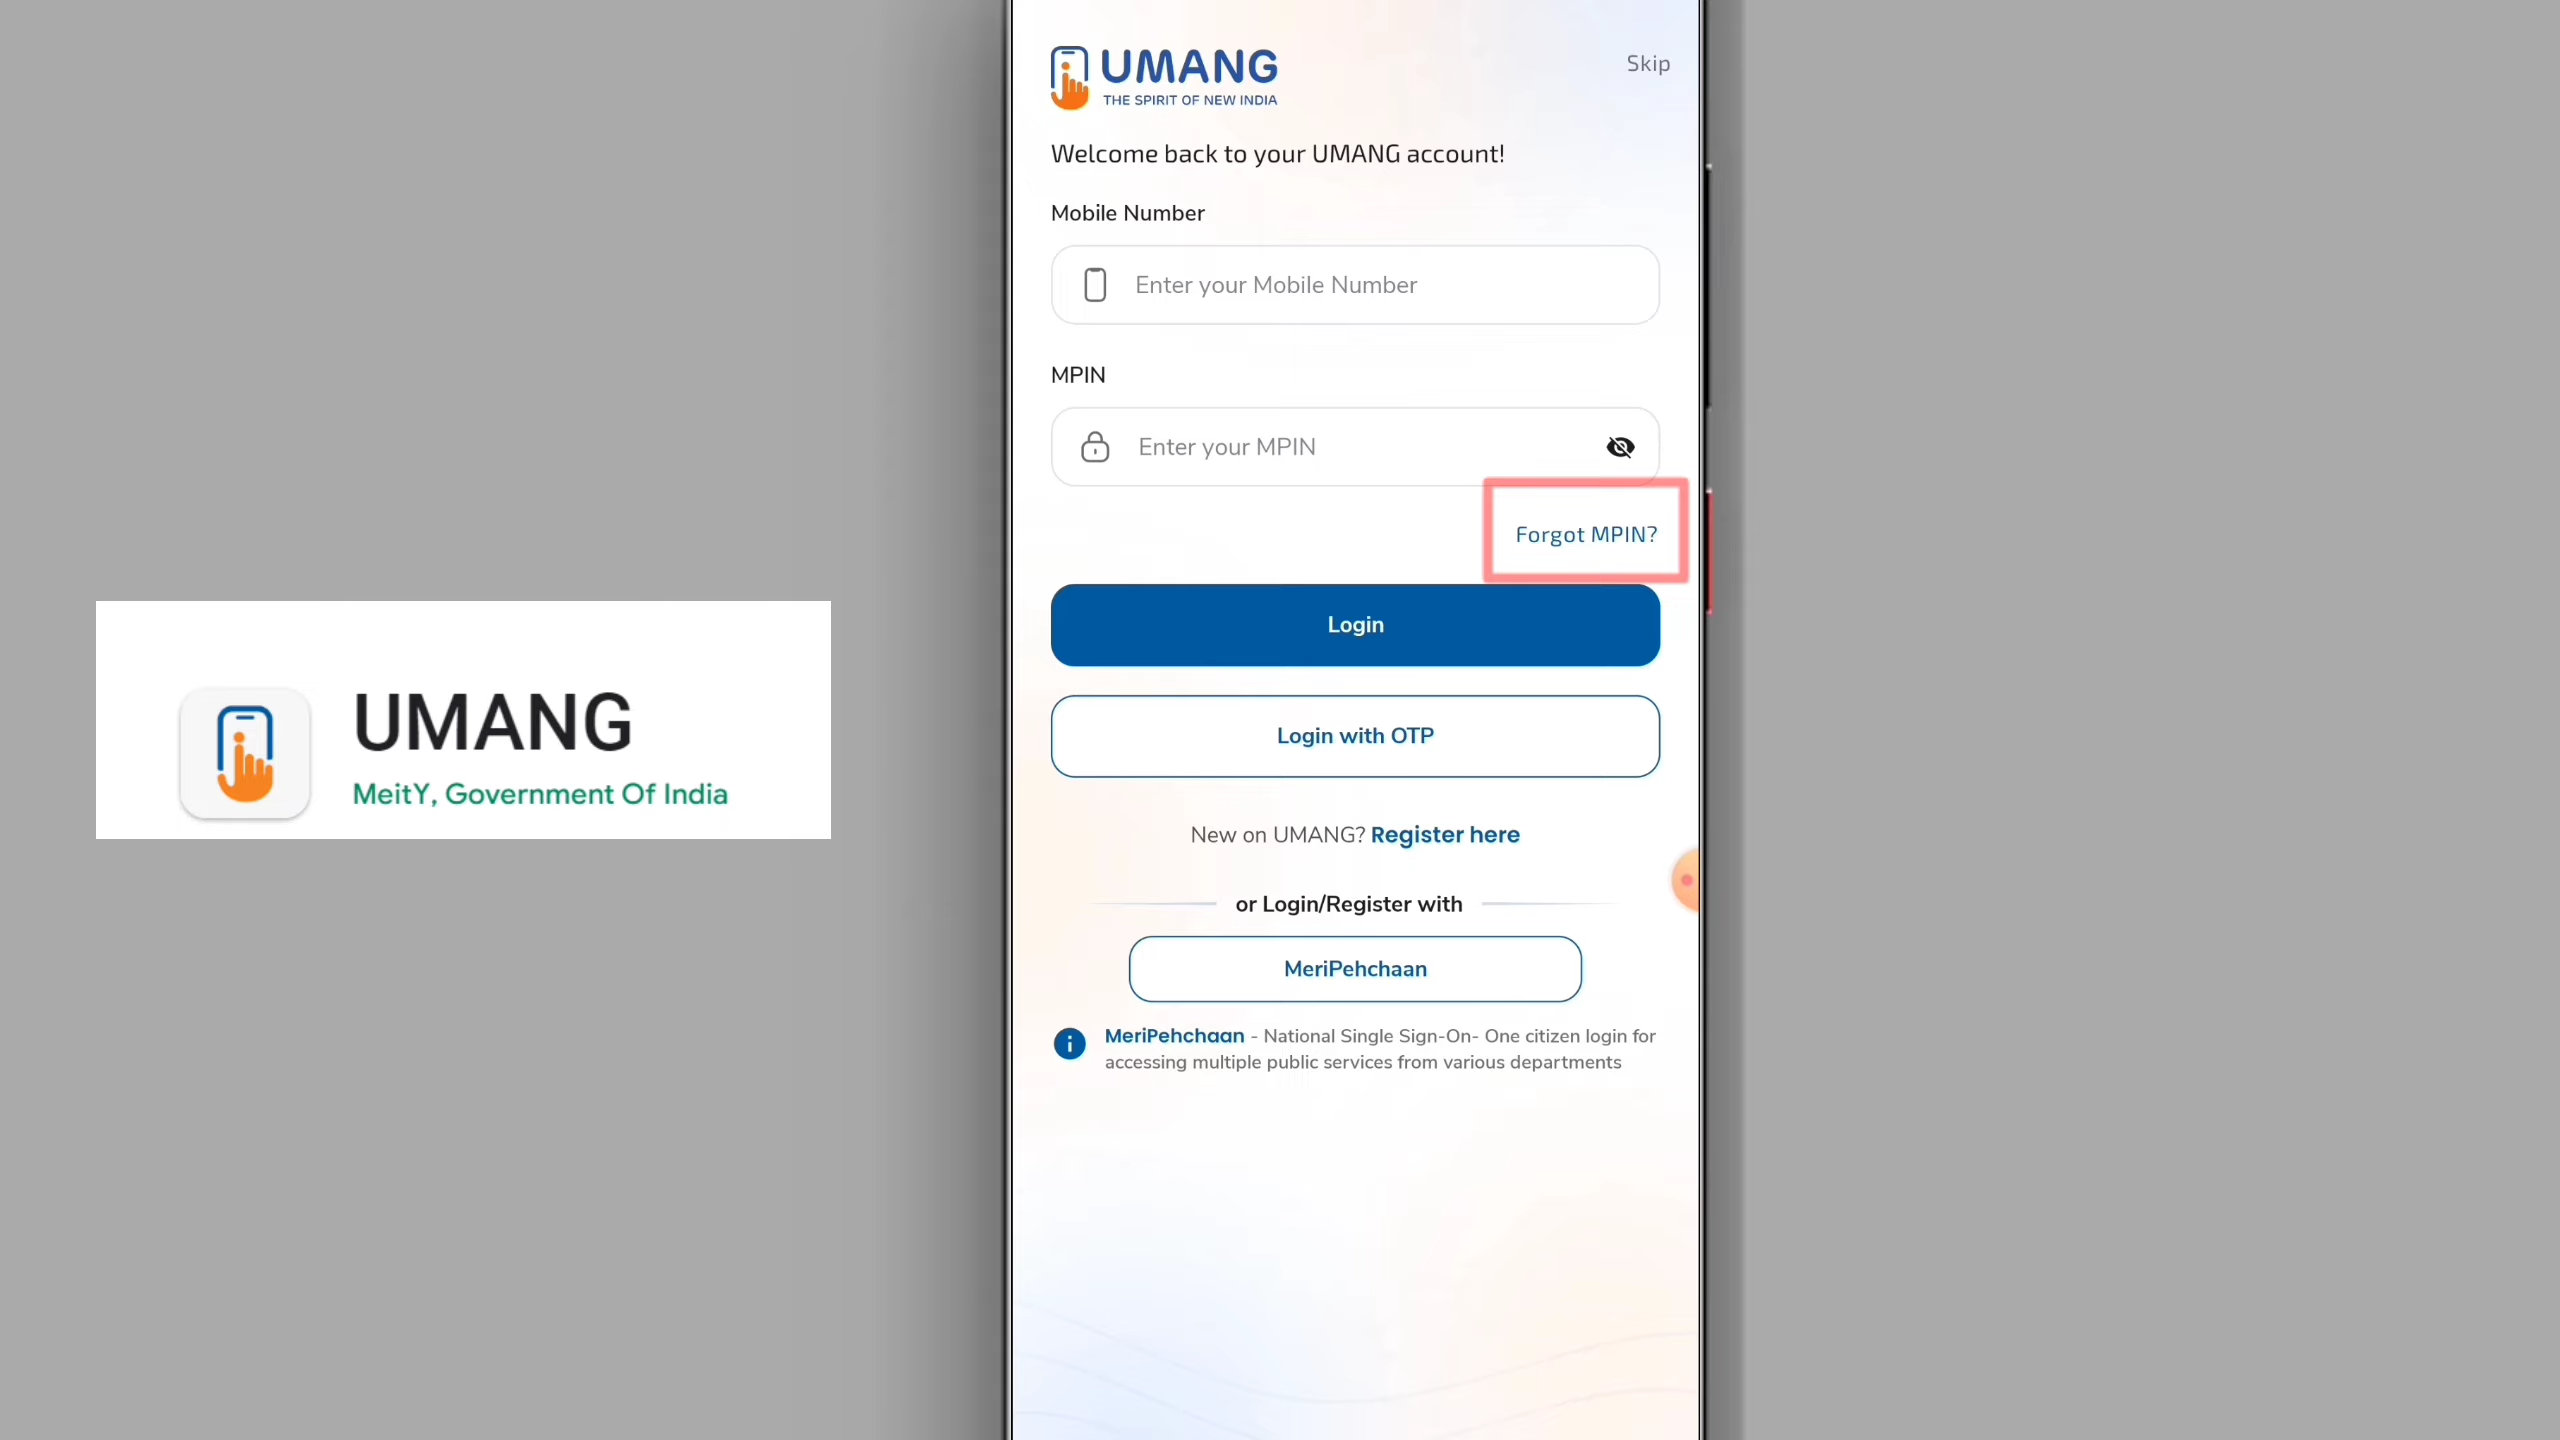 UMANG
MeitY, Government Of India
UMANG
THE SPIRIT OF NEW INDIA
Skip
Welcome back to your UMANG account!
Mobile Number
Enter your Mobile Number
MPIN
Enter your MPIN
Forgot MPIN?
Login
Login with OTP
New on UMANG? Register here
or Login/Register with
MeriPehchaan
MeriPehchaan - National Single Sign-On- One citizen login for
accessing multiple public services from various departments